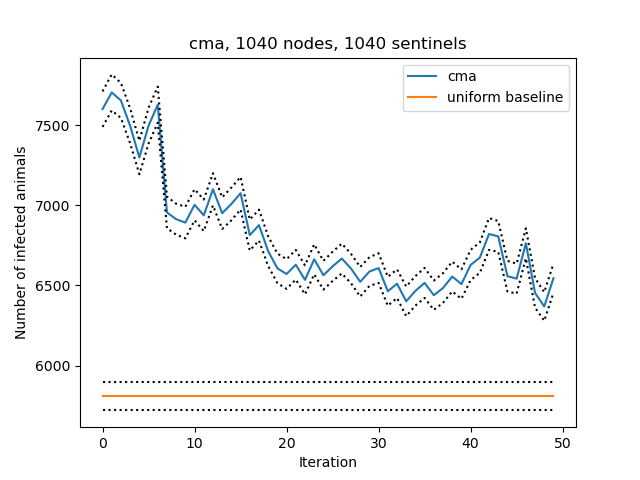 cma, 1040 nodes, 1040 sentinels
cma
uniform baseline
Number of infected animals
7500
7000
6500
6000
0 10 20 30 40 50
Iteration